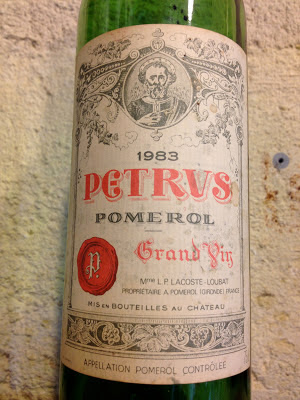 1983
PETRVS
POMEROL
Grand Vin
P.
Mme L.P. LACOSTE-LOUBAT
PROPRIÉTAIRE A POMEROL (GIRONDE) FRANCE
MIS EN BOUTEILLES AU CHÂTEAU
APPELLATION POMEROL CONTRÔLÉE